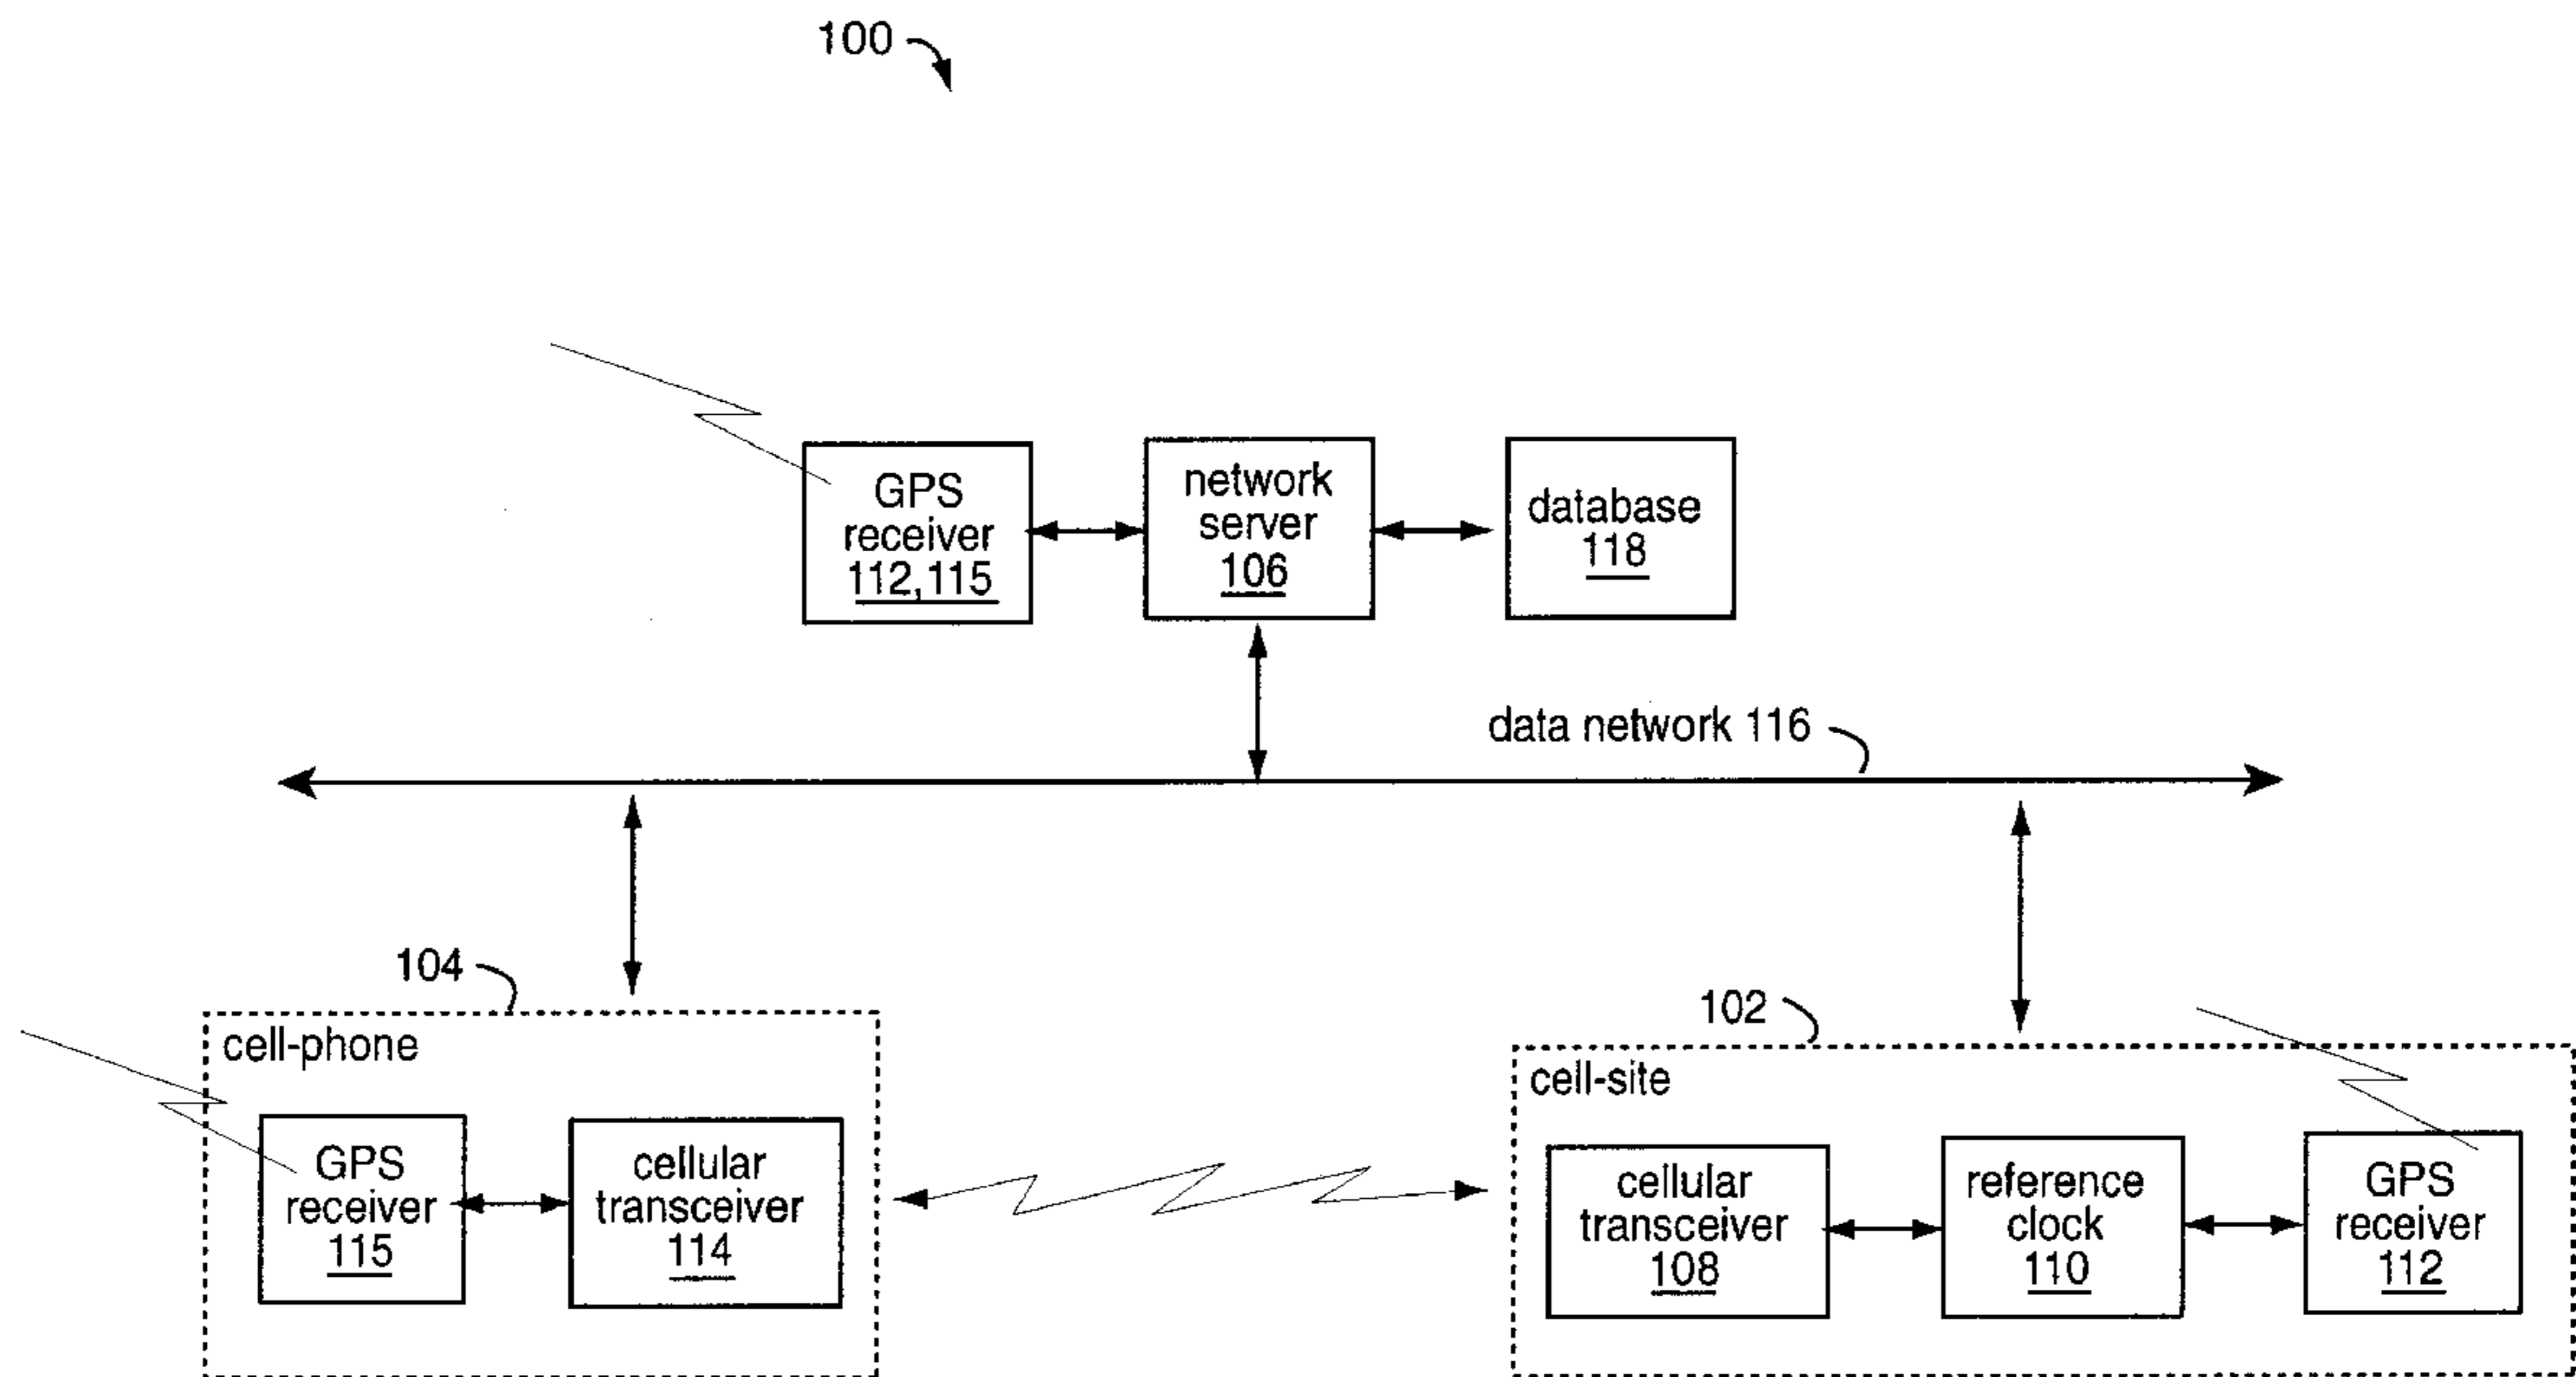 100
GPS
receiver
112, 115
network
server
106
database
118
data network 116
104
cell-phone
GPS
receiver
115
cellular
transceiver
114
102
cell-site
cellular
transceiver
108
reference
clock
110
GPS
receiver
112